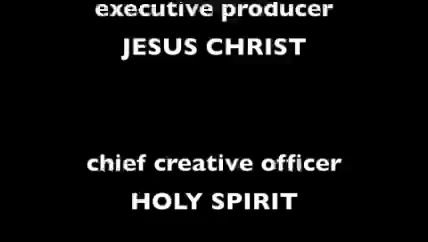 executive producer
JESUS CHRIST
chief creative officer
HOLY SPIRIT